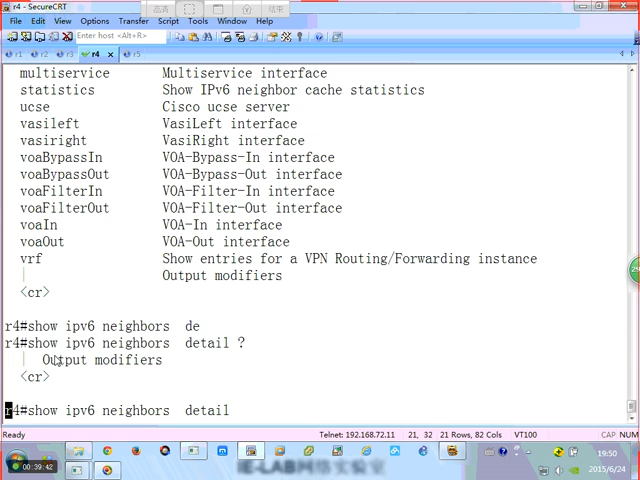 r4 - SecureCRT
高清
结束
File Edit View Options Transfer Script Tools Window Help
Enter host <Alt+R>
r1 r2 r3 r4 r5
multiservice Multiservice interface
statistics Show IPv6 neighbor cache statistics
ucse Cisco ucse server
vasileft VasiLeft interface
vasiright VasiRight interface
voaBypassIn VOA-Bypass-In interface
voaBypassOut VOA-Bypass-Out interface
voaFilterIn VOA-Filter-In interface
voaFilterOut VOA-Filter-Out interface
voaIn VOA-In interface
voaOut VOA-Out interface
vrf Show entries for a VPN Routing/Forwarding instance
| Output modifiers
<cr>
r4#show ipv6 neighbors de
r4#show ipv6 neighbors detail ?
| Output modifiers
<cr>
r4#show ipv6 neighbors detail
Ready Telnet: 192.168.72.11 21, 32 21 Rows, 82 Cols VT100 CAP NUM
00:39:42
19:50
2015/6/24